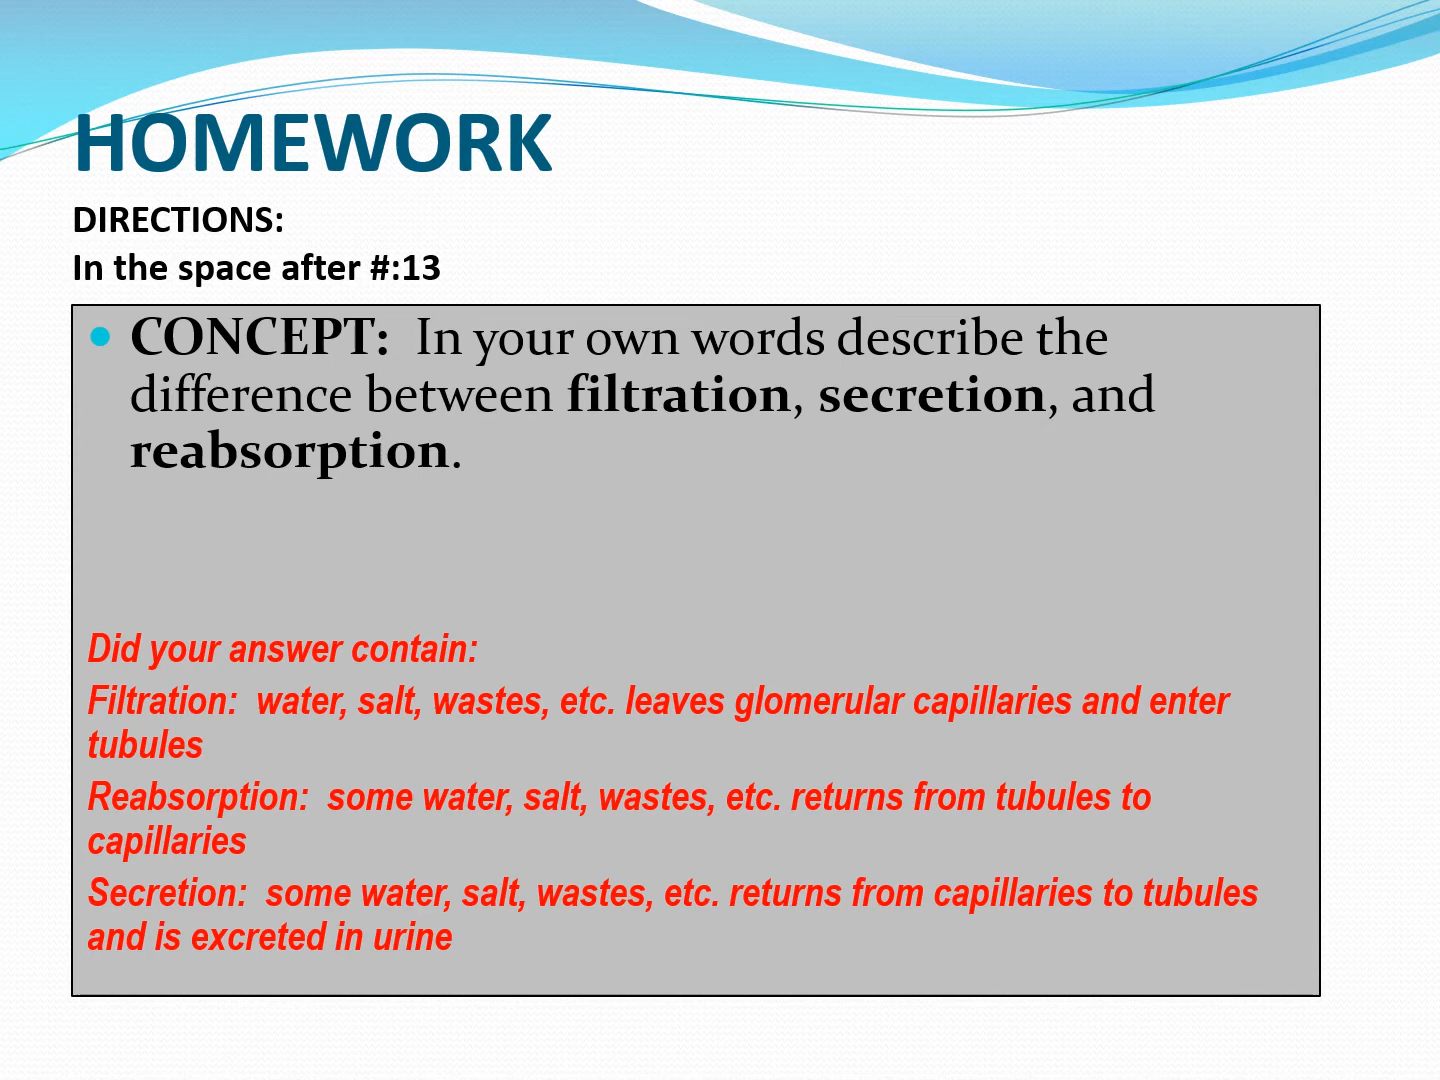 HOMEWORK
DIRECTIONS:
In the space after #:13
• CONCEPT:  In your own words describe the
difference between filtration, secretion, and
reabsorption.
Did your answer contain:
Filtration:  water, salt, wastes, etc. leaves glomerular capillaries and enter
tubules
Reabsorption:  some water, salt, wastes, etc. returns from tubules to
capillaries
Secretion:  some water, salt, wastes, etc. returns from capillaries to tubules
and is excreted in urine